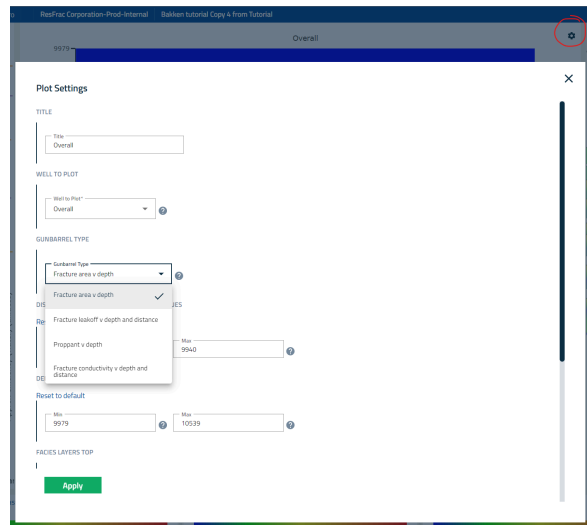 ResFrac Corporation-Prod-Internal Bakken tutorial Copy 4 from Tutorial
Overall
9979
Plot Settings
TITLE
Title
Overall
WELL TO PLOT
Well to Plot*
Overall
GUNBARREL TYPE
Gunbarrel Type
Fracture area v depth
Fracture area v depth
Fracture leakoff v depth and distance
Proppant v depth
Fracture conductivity v depth and
distance
Max
9940
Reset to default
Min
9979
Max
10539
FACIES LAYERS TOP
Apply